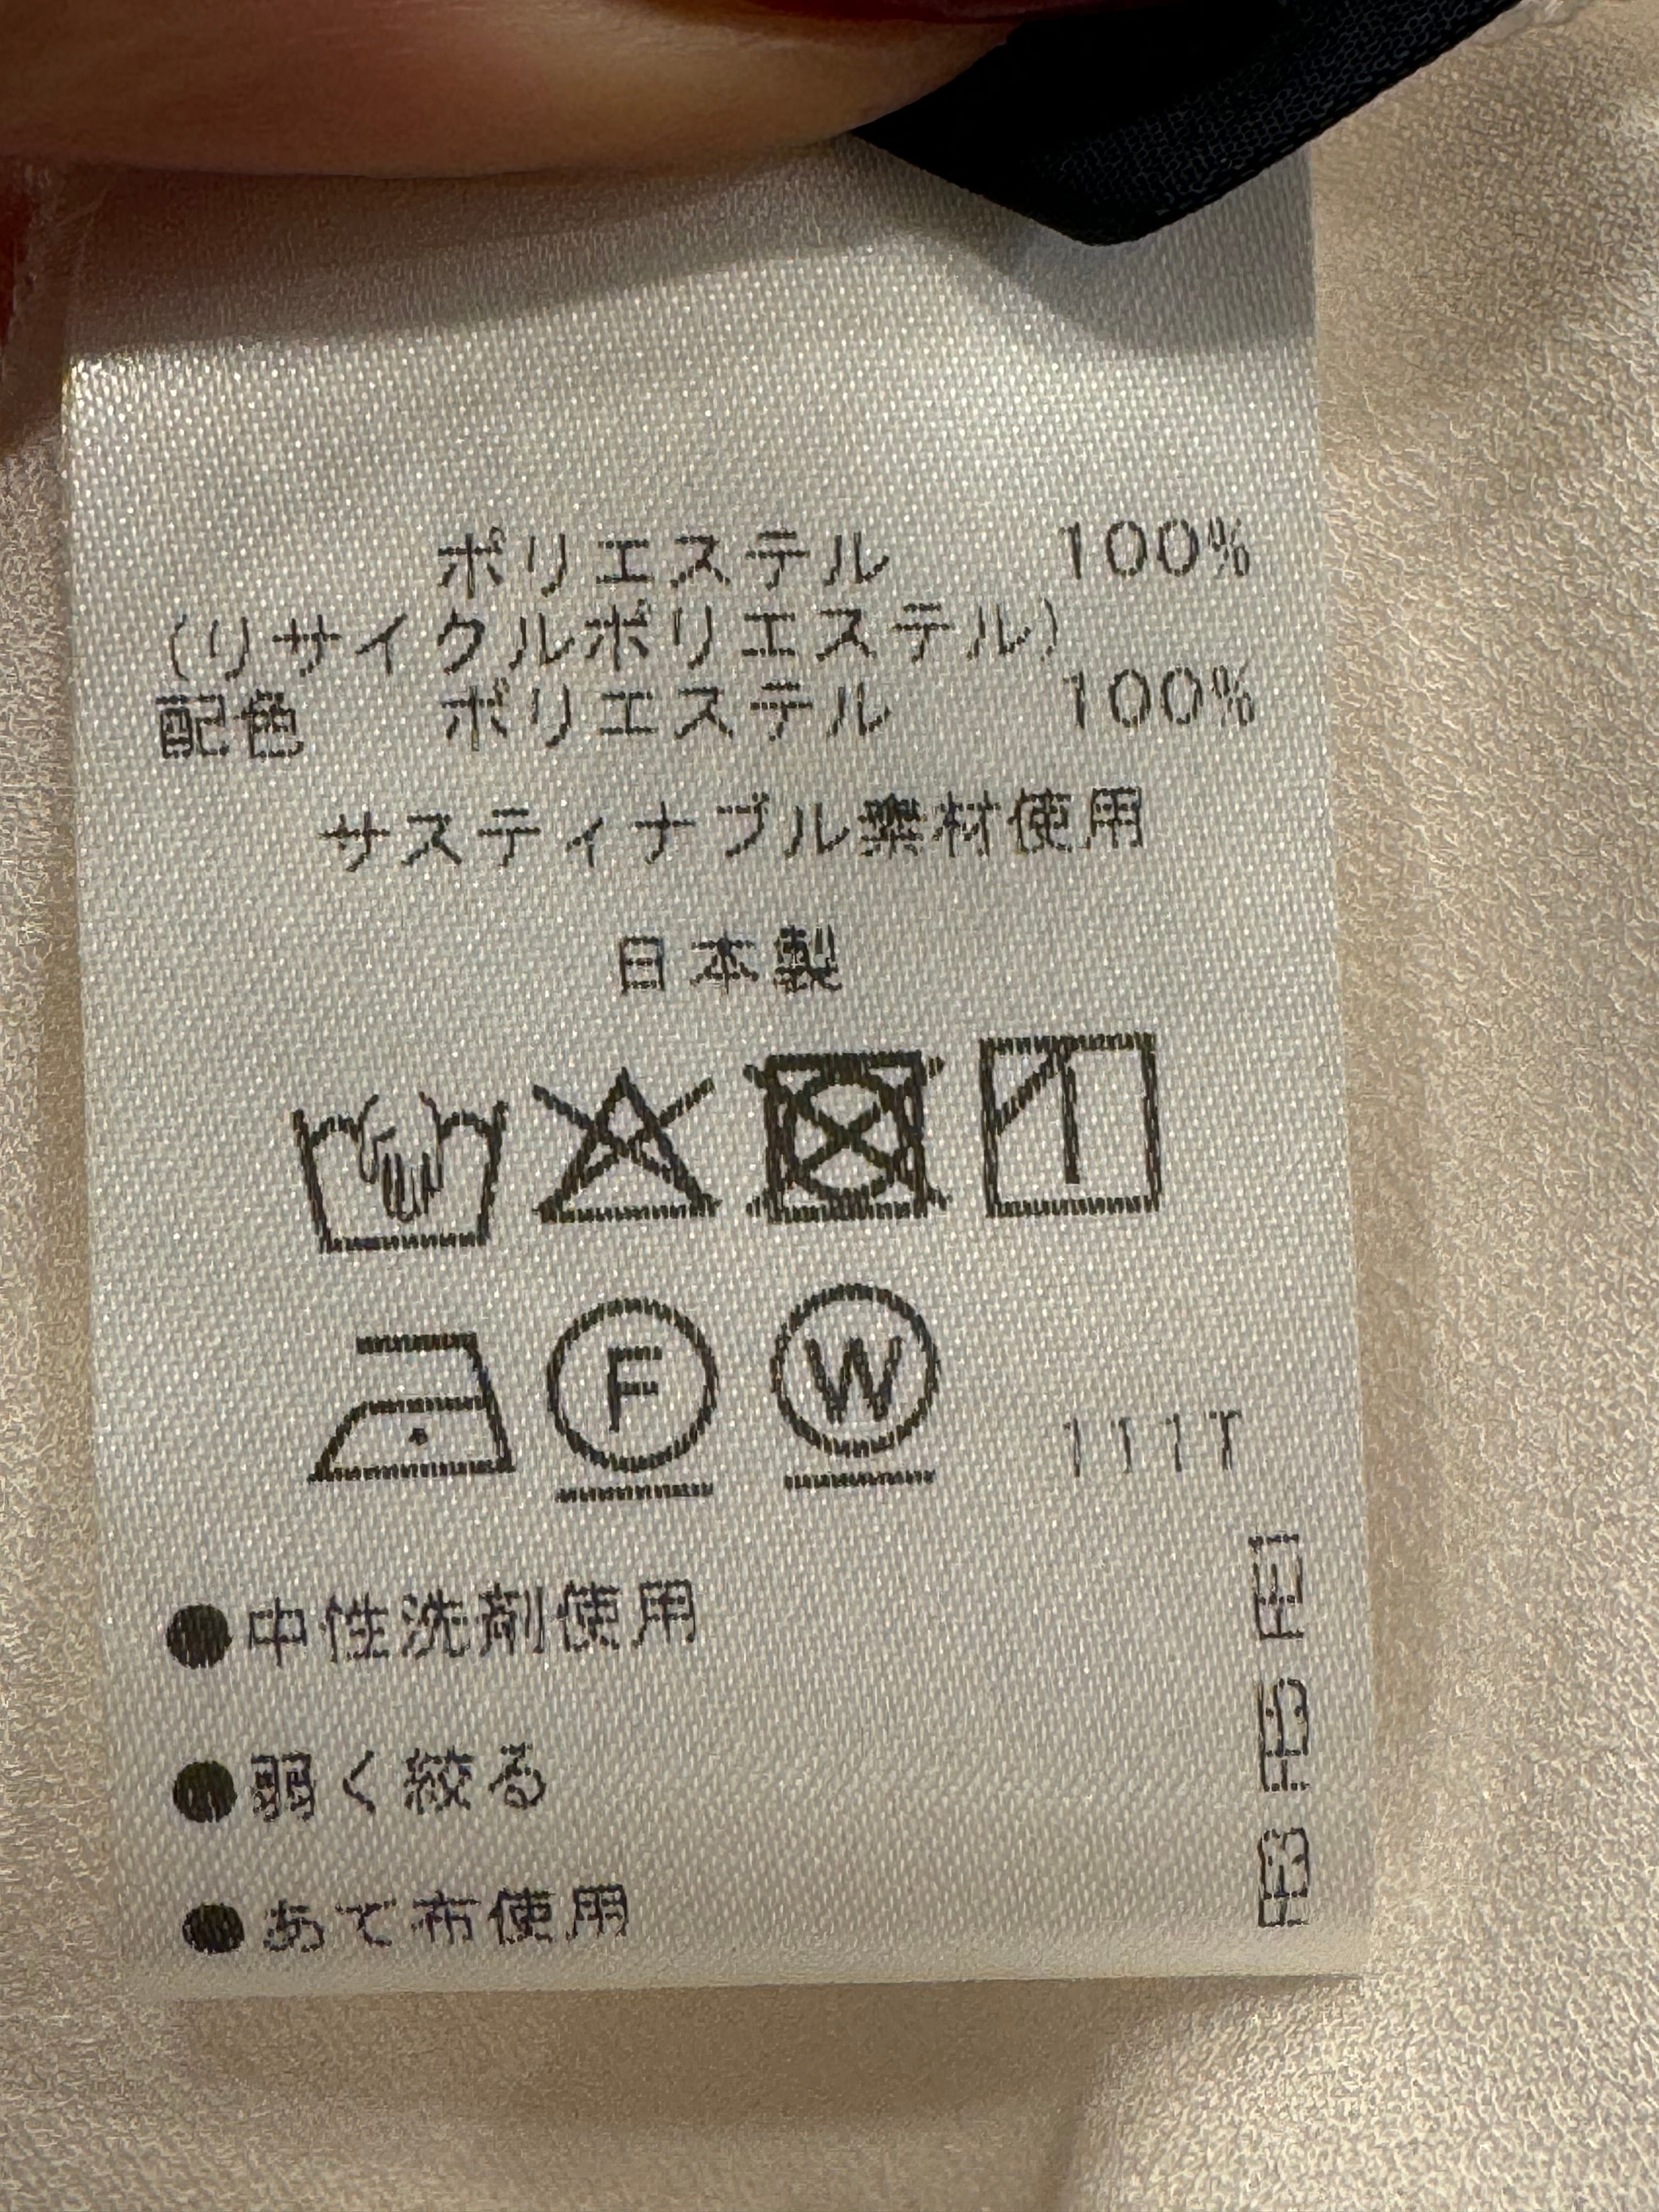 ポリエステル 100%
(リサイクルポリエステル)
配色 ポリエステル 100%
サスティナブル素材使用
日本製
F W 111T
●中性洗剤使用
●弱く絞る
●あて布使用